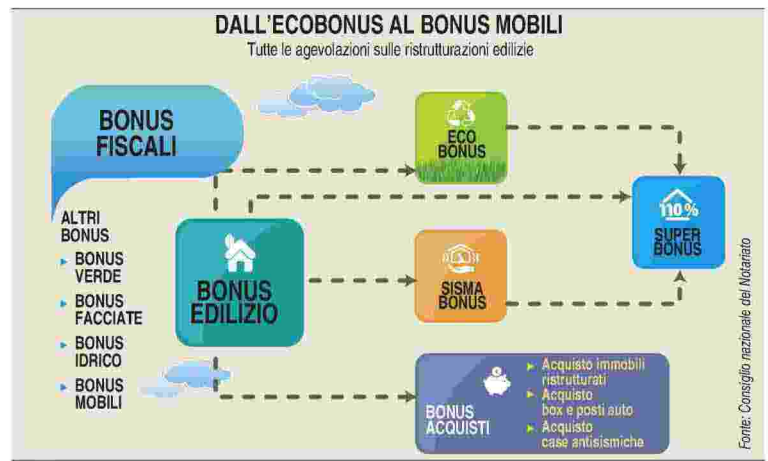 DALL'ECOBONUS AL BONUS MOBILI
Tutte le agevolazioni sulle ristrutturazioni edilizie
BONUS
FISCALI
ALTRI
BONUS
BONUS
VERDE
BONUS
FACCIATE
BONUS
IDRICO
BONUS
MOBILI
BONUS
EDILIZIO
ECO
BONUS
SISMA
BONUS
110%
SUPER
BONUS
BONUS
ACQUISTI
Acquisto immobili
ristrutturati
Acquisto
box e posti auto
Acquisto
case antisismiche
Fonte: Consiglio nazionale del Notariato